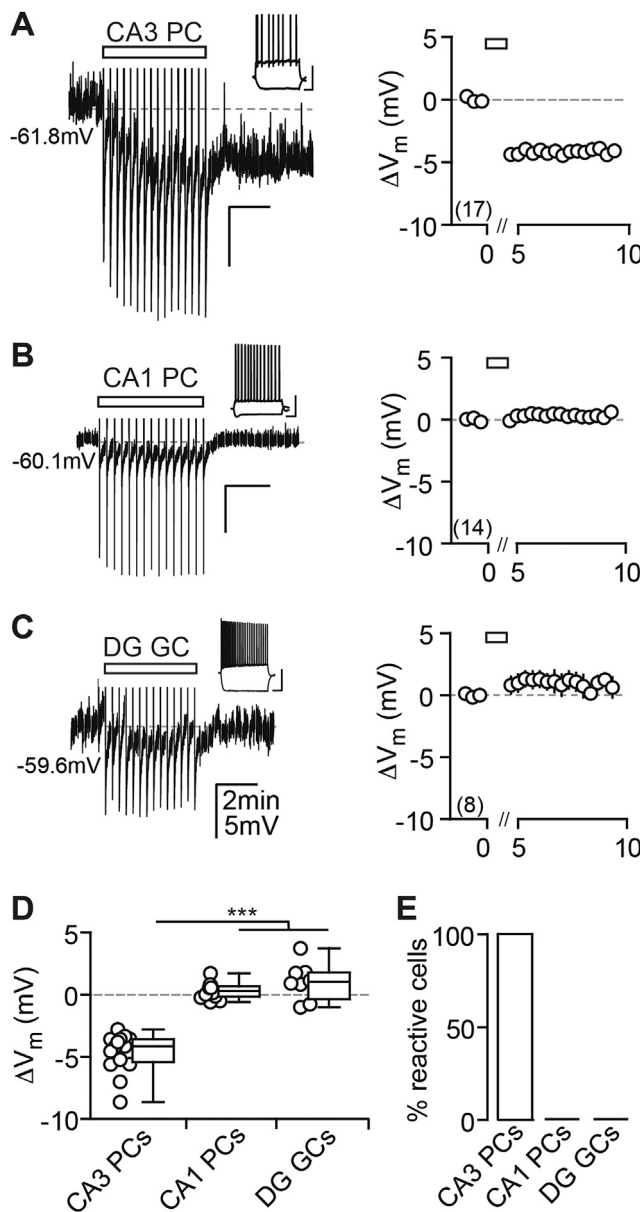 A
CA3 PC
-61.8mV
5
0
-5
-10
ΔVm (mV)
(17)
0 // 5 10
B
CA1 PC
-60.1mV
5
0
-5
-10
ΔVm (mV)
(14)
0 // 5 10
C
DG GC
-59.6mV
2min
5mV
5
0
-5
-10
ΔVm (mV)
(8)
0 // 5 10
D
***
5
0
-5
-10
ΔVm (mV)
CA3 PCs
CA1 PCs
DG GCs
E
100
50
0
% reactive cells
CA3 PCs
CA1 PCs
DG GCs